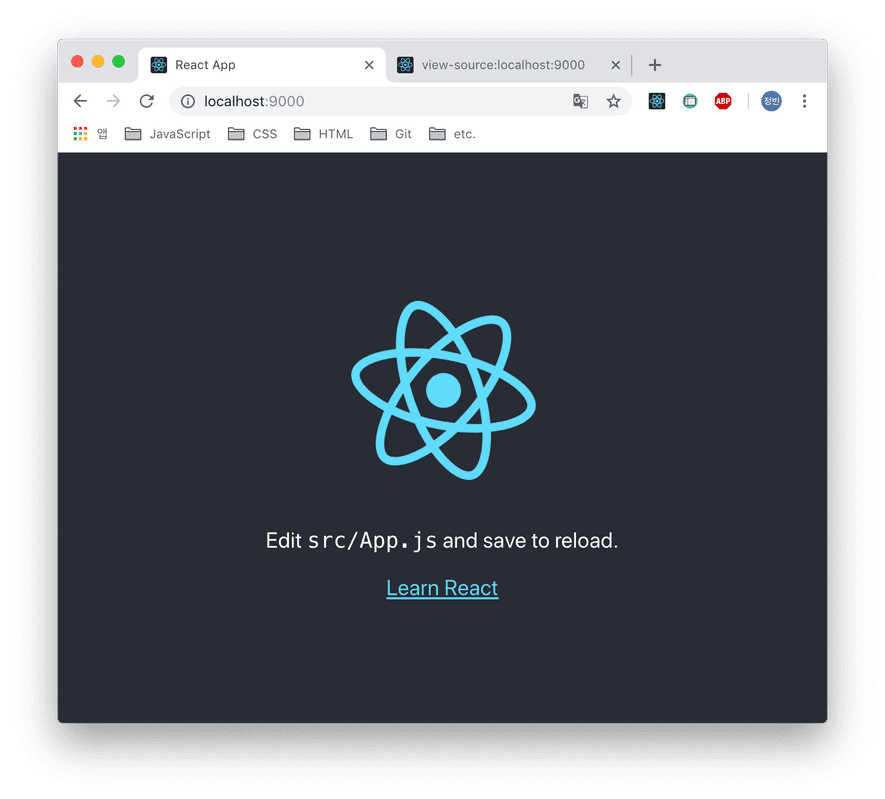 React App view-source:localhost:9000
localhost:9000 ABP 정빈
앱 JavaScript CSS HTML Git etc.
Edit src/App.js and save to reload.
Learn React